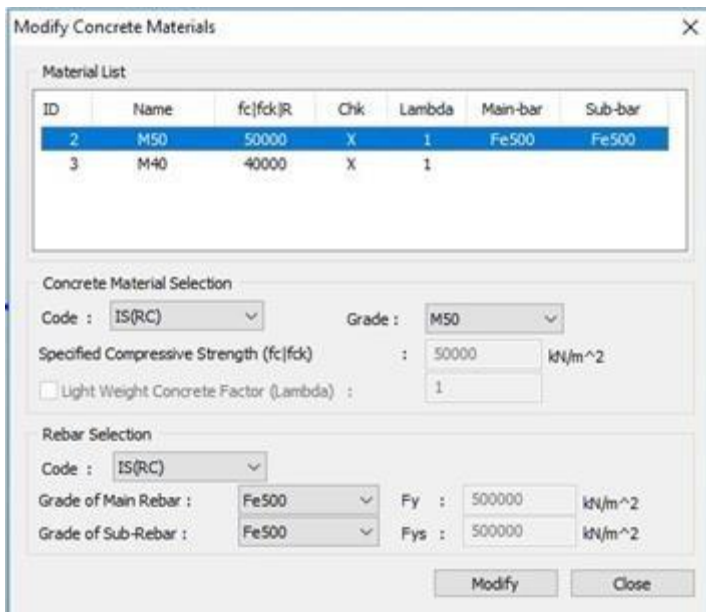 Modify Concrete Materials
Material List
ID Name fc|fck|R Chk Lambda Main-bar Sub-bar
2 M50 50000 X 1 Fe500 Fe500
3 M40 40000 X 1
Concrete Material Selection
Code : IS(RC) Grade : M50
Specified Compressive Strength (fc|fck) : 50000 kN/m^2
Light Weight Concrete Factor (Lambda) : 1
Rebar Selection
Code : IS(RC)
Grade of Main Rebar : Fe500 Fy : 500000 kN/m^2
Grade of Sub-Rebar : Fe500 Fys : 500000 kN/m^2
Modify Close